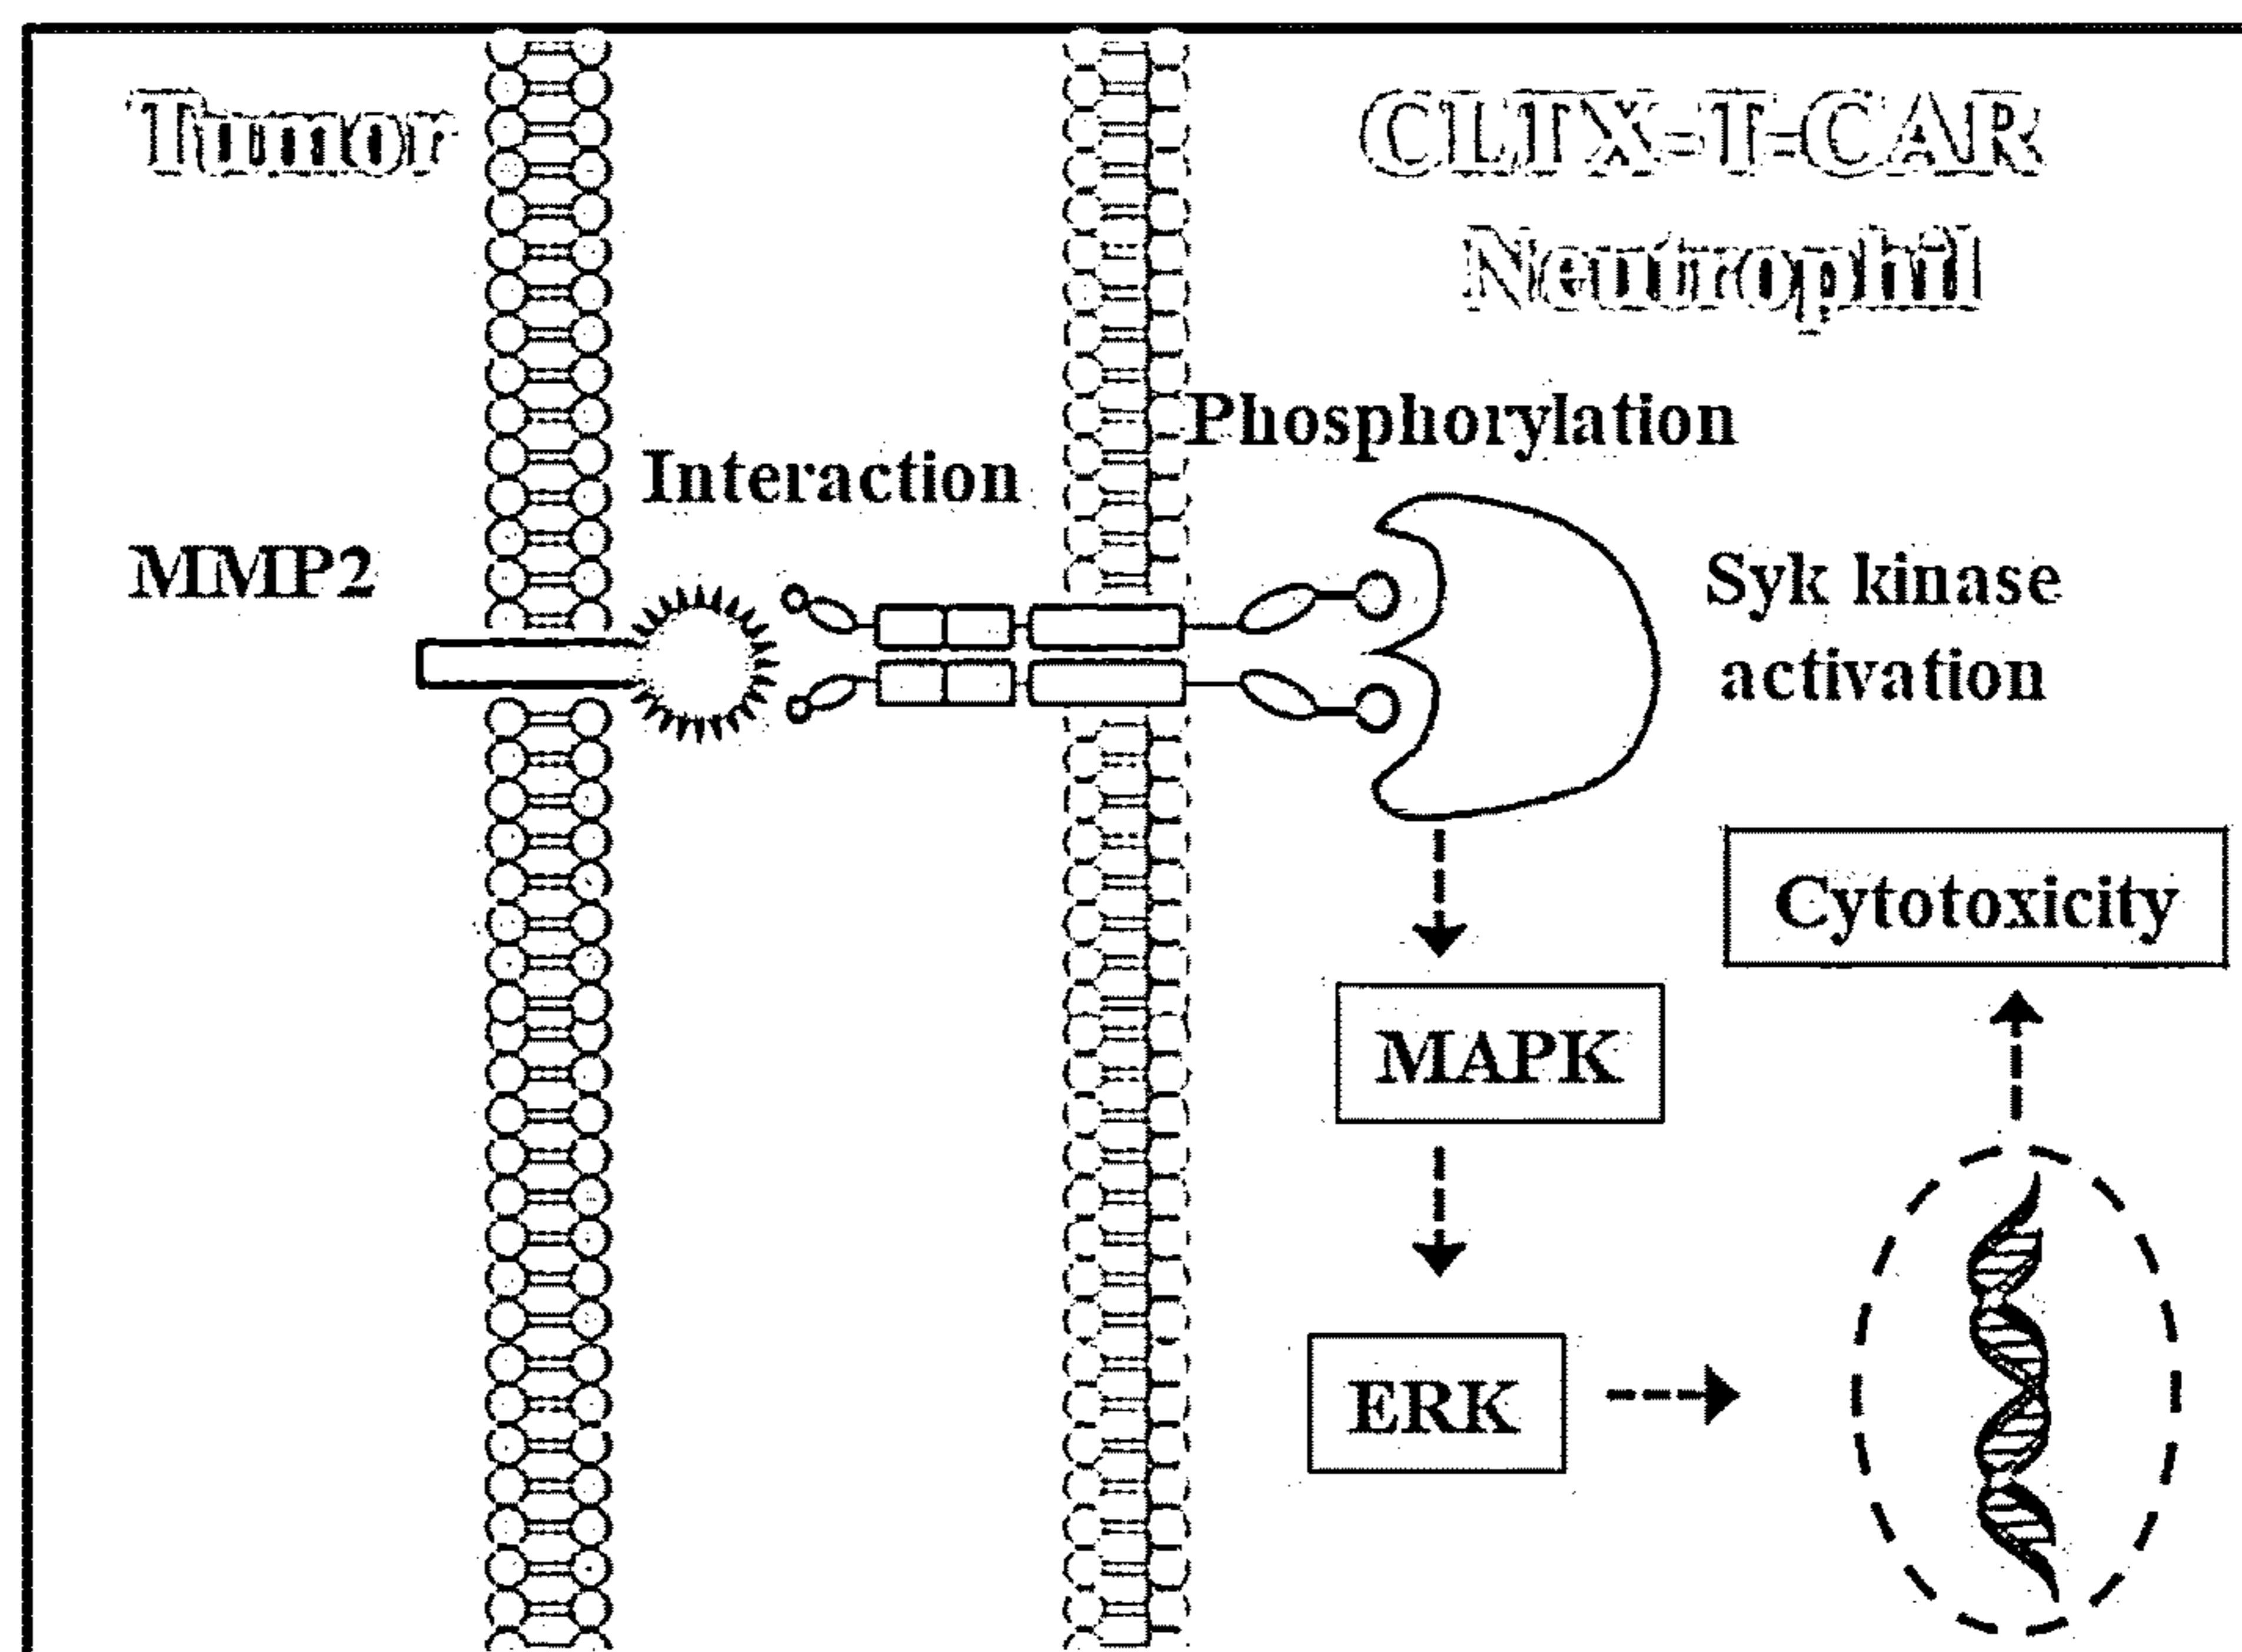 Tumor
CLTX-T-CAR
Neutrophil
Phosphorylation
Interaction
MMP2
Syk kinase
activation
Cytotoxicity
MAPK
ERK